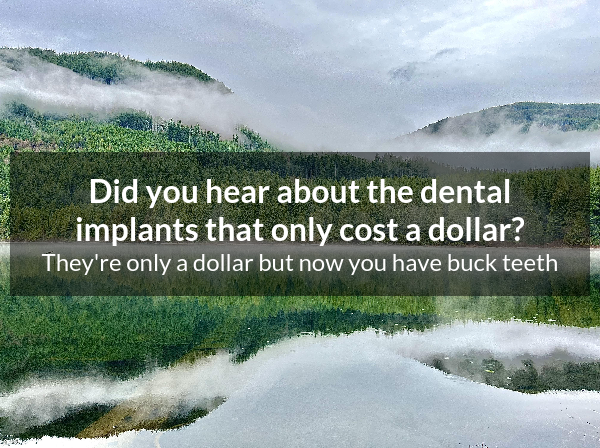 Did you hear about the dental
implants that only cost a dollar?
They're only a dollar but now you have buck teeth